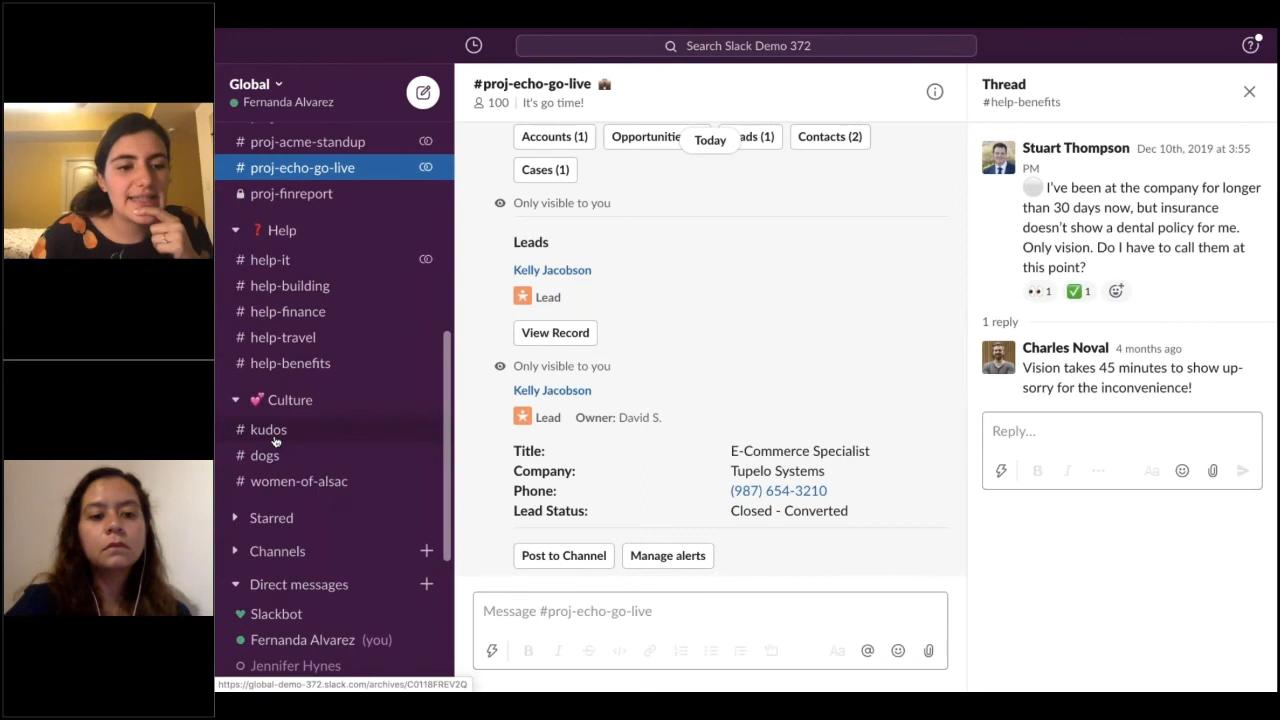 Search Slack Demo 372
Global
Fernanda Alvarez
# proj-acme-standup
# proj-echo-go-live
proj-finreport
❓ Help
# help-it
# help-building
# help-finance
# help-travel
# help-benefits
💕 Culture
# kudos
# dogs
# women-of-alsac
Starred
Channels +
Direct messages +
Slackbot
Fernanda Alvarez (you)
Jennifer Hynes
https://global-demo-372.slack.com/archives/C0118FREV2Q
#proj-echo-go-live 💼
100 | It's go time!
Accounts (1) Opportunitie ads (1) Contacts (2)
Today
Cases (1)
Only visible to you
Leads
Kelly Jacobson
Lead
View Record
Only visible to you
Kelly Jacobson
Lead Owner: David S.
Title: E-Commerce Specialist
Company: Tupelo Systems
Phone: (987) 654-3210
Lead Status: Closed - Converted
Post to Channel Manage alerts
Message #proj-echo-go-live
Aa @
Thread
#help-benefits
Stuart Thompson Dec 10th, 2019 at 3:55
PM
I've been at the company for longer
than 30 days now, but insurance
doesn't show a dental policy for me.
Only vision. Do I have to call them at
this point?
👀 1 ✅ 1
1 reply
Charles Noval 4 months ago
Vision takes 45 minutes to show up-
sorry for the inconvenience!
Reply...
B I ... Aa